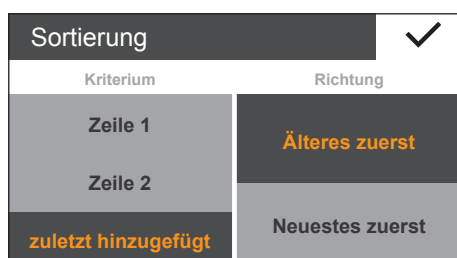 Sortierung
Kriterium
Richtung
Zeile 1
Zeile 2
zuletzt hinzugefügt
Älteres zuerst
Neuestes zuerst